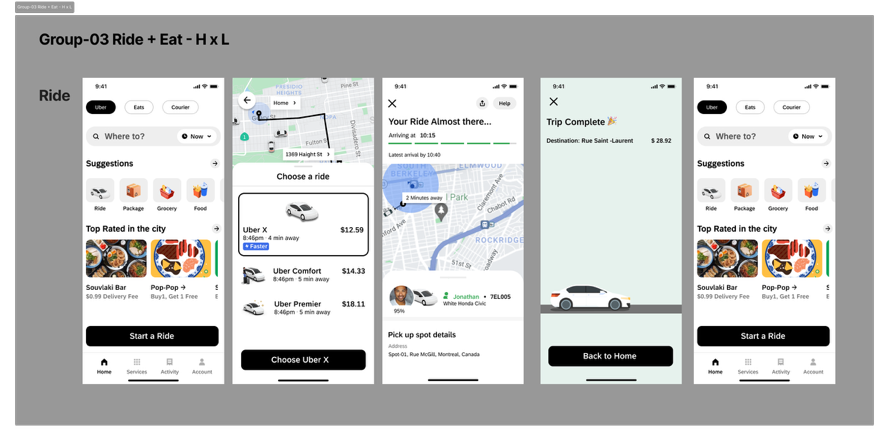 Group-03 Ride + Eat - H x L
Group-03 Ride + Eat - H x L
Ride
9:41
Uber
Eats
Courier
Where to?
Now
Suggestions
Ride
Package
Grocery
Food
Top Rated in the city
Souvlaki Bar
Pop-Pop →
$0.99 Delivery Fee
Buy1, Get 1 Free
Start a Ride
Home
Services
Activity
Account
PRESIDIO
HEIGHTS
Pine St
Home
1
Fulton St
Divisadero St
1369 Haight St
Choose a ride
Uber X
$12.59
8:46pm · 4 min away
Faster
Uber Comfort
$14.33
8:46pm · 5 min away
Uber Premier
$18.11
8:46pm · 5 min away
Choose Uber X
9:41
Help
Your Ride Almost there...
Arriving at 10:15
Latest arrival by 10:40
ELMWOOD
BERKELEY
2 Minutes away
Park
Claremont Ave
Chabot Rd
ROCKRIDGE
51st St
Jonathan • 7EL005
White Honda Civic
95%
Pick up spot details
Address
Spot-01, Rue McGill, Montreal, Canada
9:41
Trip Complete 🎉
Destination: Rue Saint -Laurent
$ 28.92
Back to Home
9:41
Uber
Eats
Courier
Where to?
Now
Suggestions
Ride
Package
Grocery
Food
Top Rated in the city
Souvlaki Bar
Pop-Pop →
$0.99 Delivery Fee
Buy1, Get 1 Free
Start a Ride
Home
Services
Activity
Account